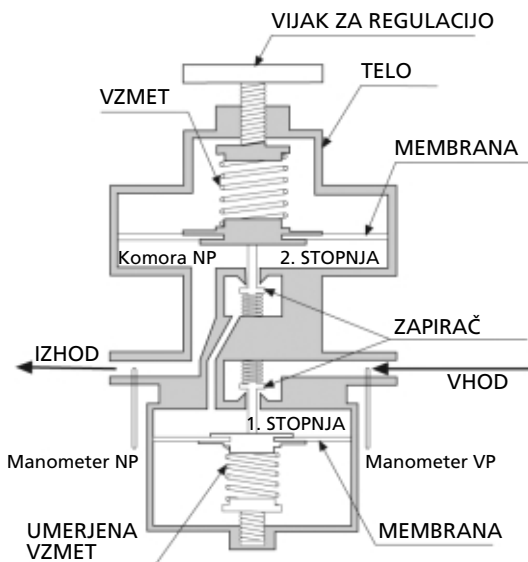 VIJAK ZA REGULACIJO
TELO
VZMET
MEMBRANA
Komora NP
2. STOPNJA
ZAPIRAČ
IZHOD
VHOD
1. STOPNJA
Manometer NP
Manometer VP
UMERJENA
VZMET
MEMBRANA